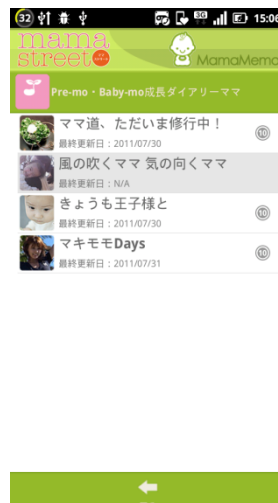 32
3G
15:06
mama
street
MamaMemo
Pre-mo・Baby-mo成長ダイアリーママ
ママ道、ただいま修行中！
最終更新日：2011/07/30
10
風の吹くママ 気の向くママ
最終更新日：N/A
きょうも王子様と
最終更新日：2011/07/30
10
マキモモDays
最終更新日：2011/07/31
10